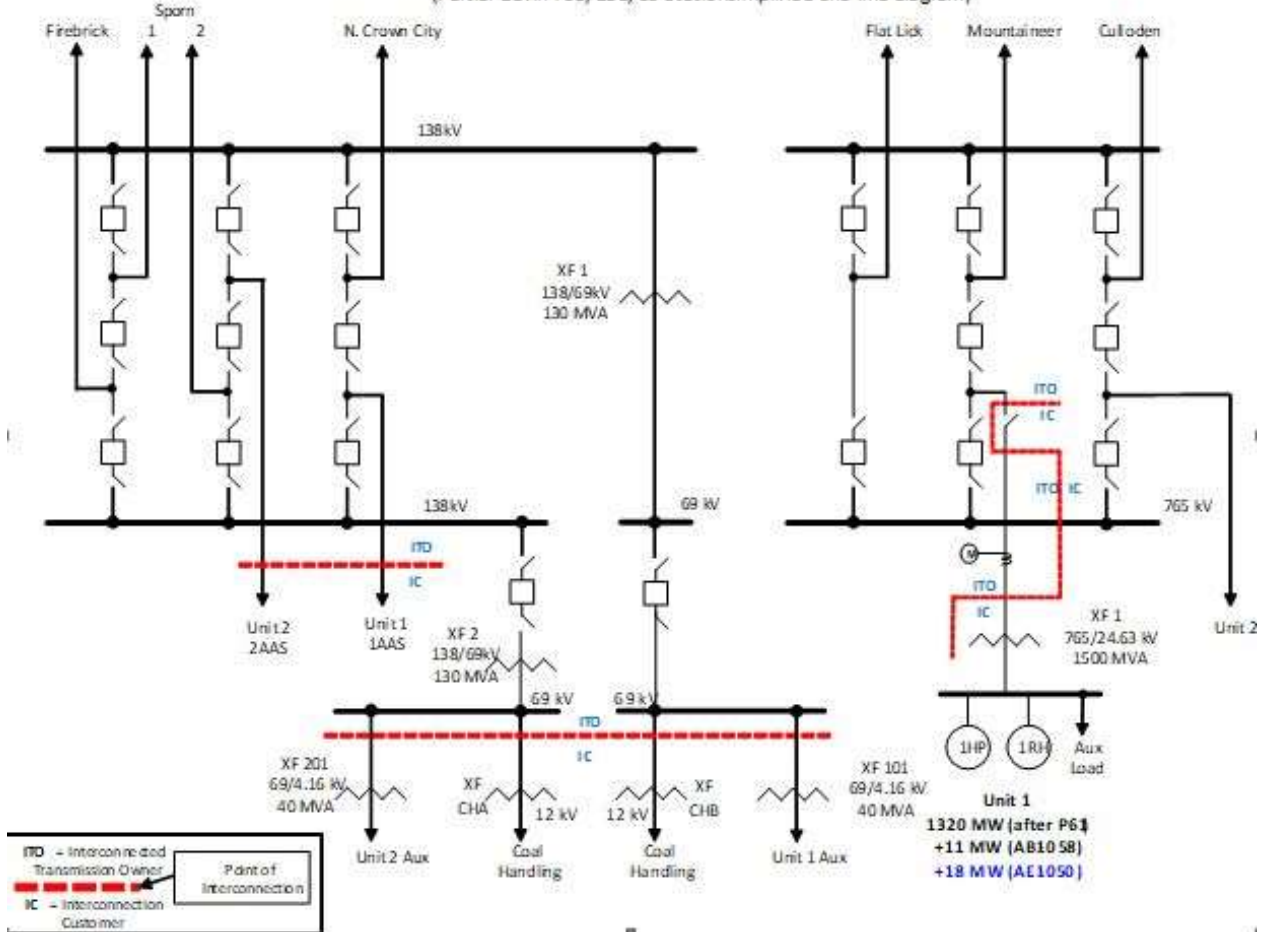 Sporn
Firebrick 1 2 N. Crown City Flat Lick Mountaineer Culloden
138kV
XF 1
138/69kV
130 MVA
ITO
IC
ITO IC
138kV 69 kV 765 kV
ITO
IC
M
ITO
IC
Unit 2
2AAS
Unit 1
1AAS
XF 2
138/69kV
130 MVA
XF 1
765/24.63 kV
1500 MVA
Unit 2
69 kV 69 kV
ITO
IC
1HP 1RH Aux
Load
XF 201
69/4.16 kV
40 MVA
XF
CHA
12 kV
12 kV
XF
CHB
XF 101
69/4.16 kV
40 MVA
Unit 2 Aux
Coal
Handling
Coal
Handling
Unit 1 Aux
Unit 1
1320 MW (after P61
+11 MW (AB1058)
+18 MW (AE1050)
ITO - Interconnected
Transmission Owner
Point of
Interconnection
IC - Interconnection
Customer